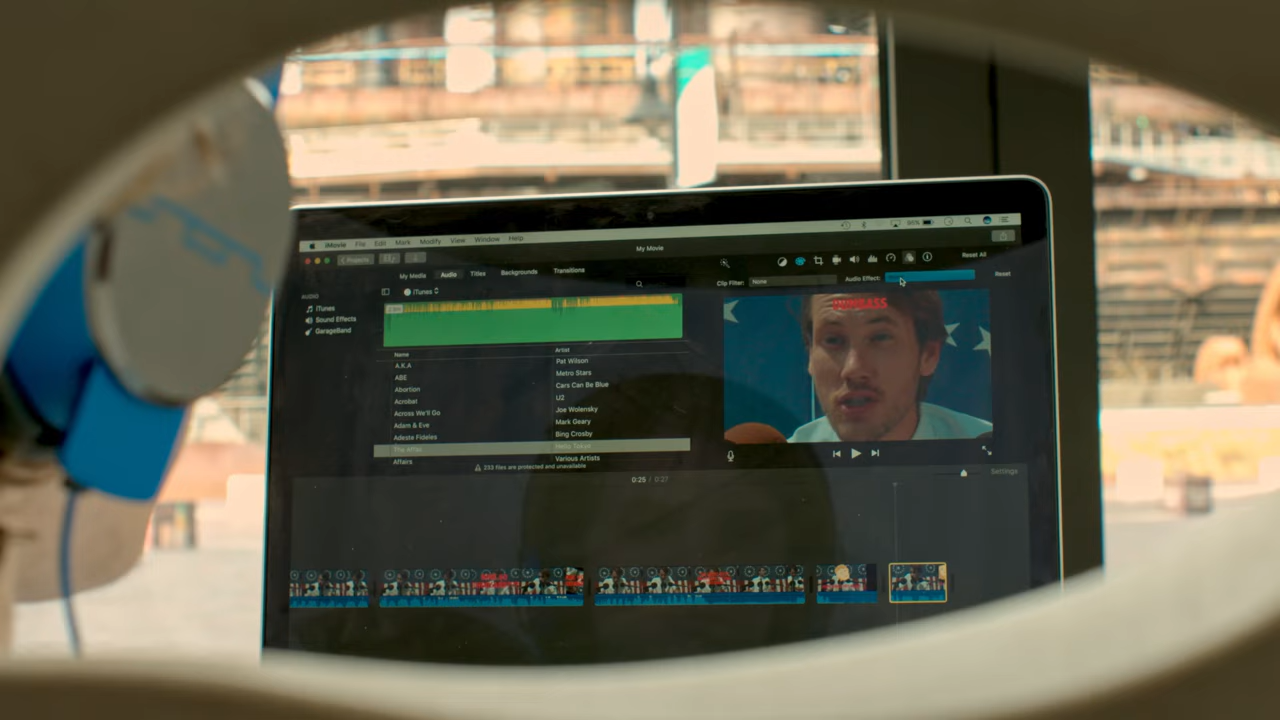 iMovie File Edit Mark Modify View Window Help
My Movie
Projects
Reset All
My Media Audio Titles Backgrounds Transitions
Clip Filter: None Audio Effect: Reset
iTunes
AUDIO
iTunes
Sound Effects
GarageBand
Name Artist
A.K.A Pat Wilson
ABE Metro Stars
Abortion Cars Can Be Blue
Acrobat U2
Across We'll Go Joe Wolensky
Adam & Eve Mark Geary
Adeste Fideles Bing Crosby
The Affair Hello Tokyo
Affairs Various Artists
233 files are protected and unavailable
0:25 / 0:27
Settings